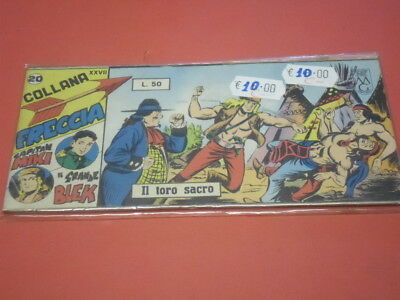 20
COLLANA
XXVII
FRECCIA
CAPITAN
MIKI
IL GRANDE
BLEK
L. 50
€ 10.00
€ 10.00
Il toro sacro